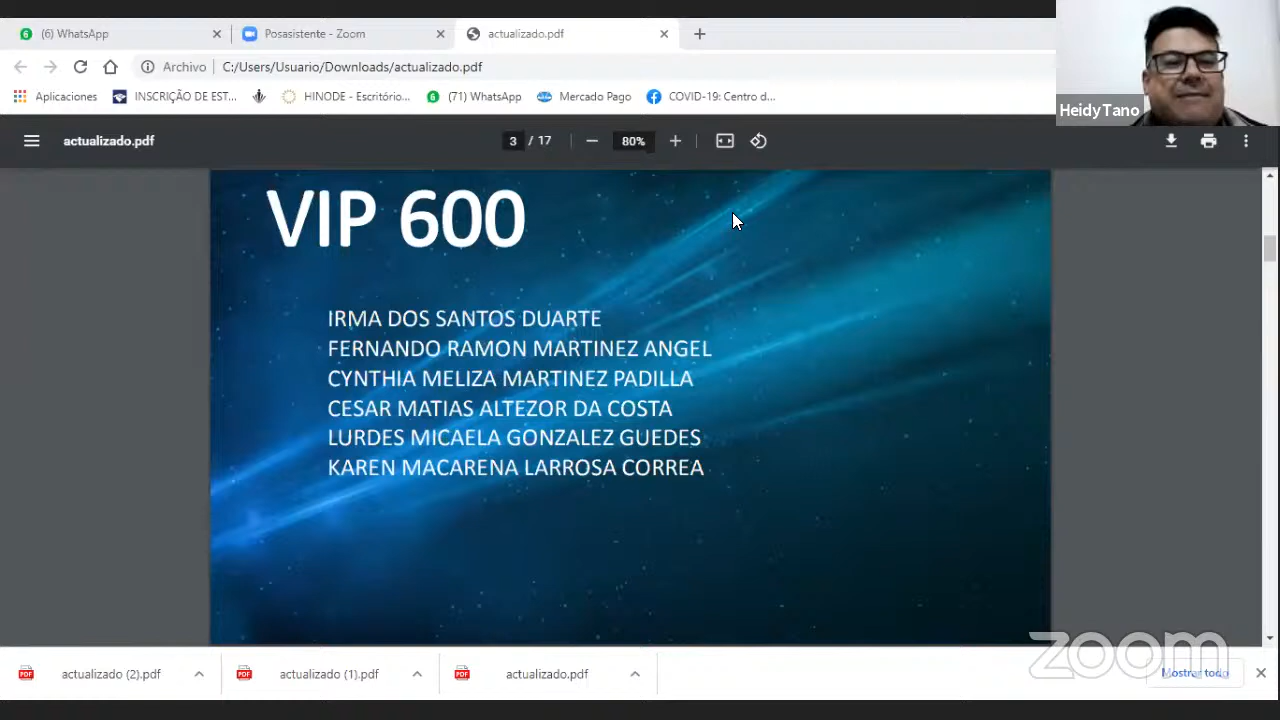 (6) WhatsApp
Posasistente - Zoom
actualizado.pdf
Archivo
C:/Users/Usuario/Downloads/actualizado.pdf
Aplicaciones
INSCRIÇÃO DE EST...
HINODE - Escritório...
(71) WhatsApp
Mercado Pago
COVID-19: Centro d...
HeidyTano
actualizado.pdf
3 / 17
80%
VIP 600
IRMA DOS SANTOS DUARTE
FERNANDO RAMON MARTINEZ ANGEL
CYNTHIA MELIZA MARTINEZ PADILLA
CESAR MATIAS ALTEZOR DA COSTA
LURDES MICAELA GONZALEZ GUEDES
KAREN MACARENA LARROSA CORREA
zoom
actualizado (2).pdf
actualizado (1).pdf
actualizado.pdf
Mostrar todo